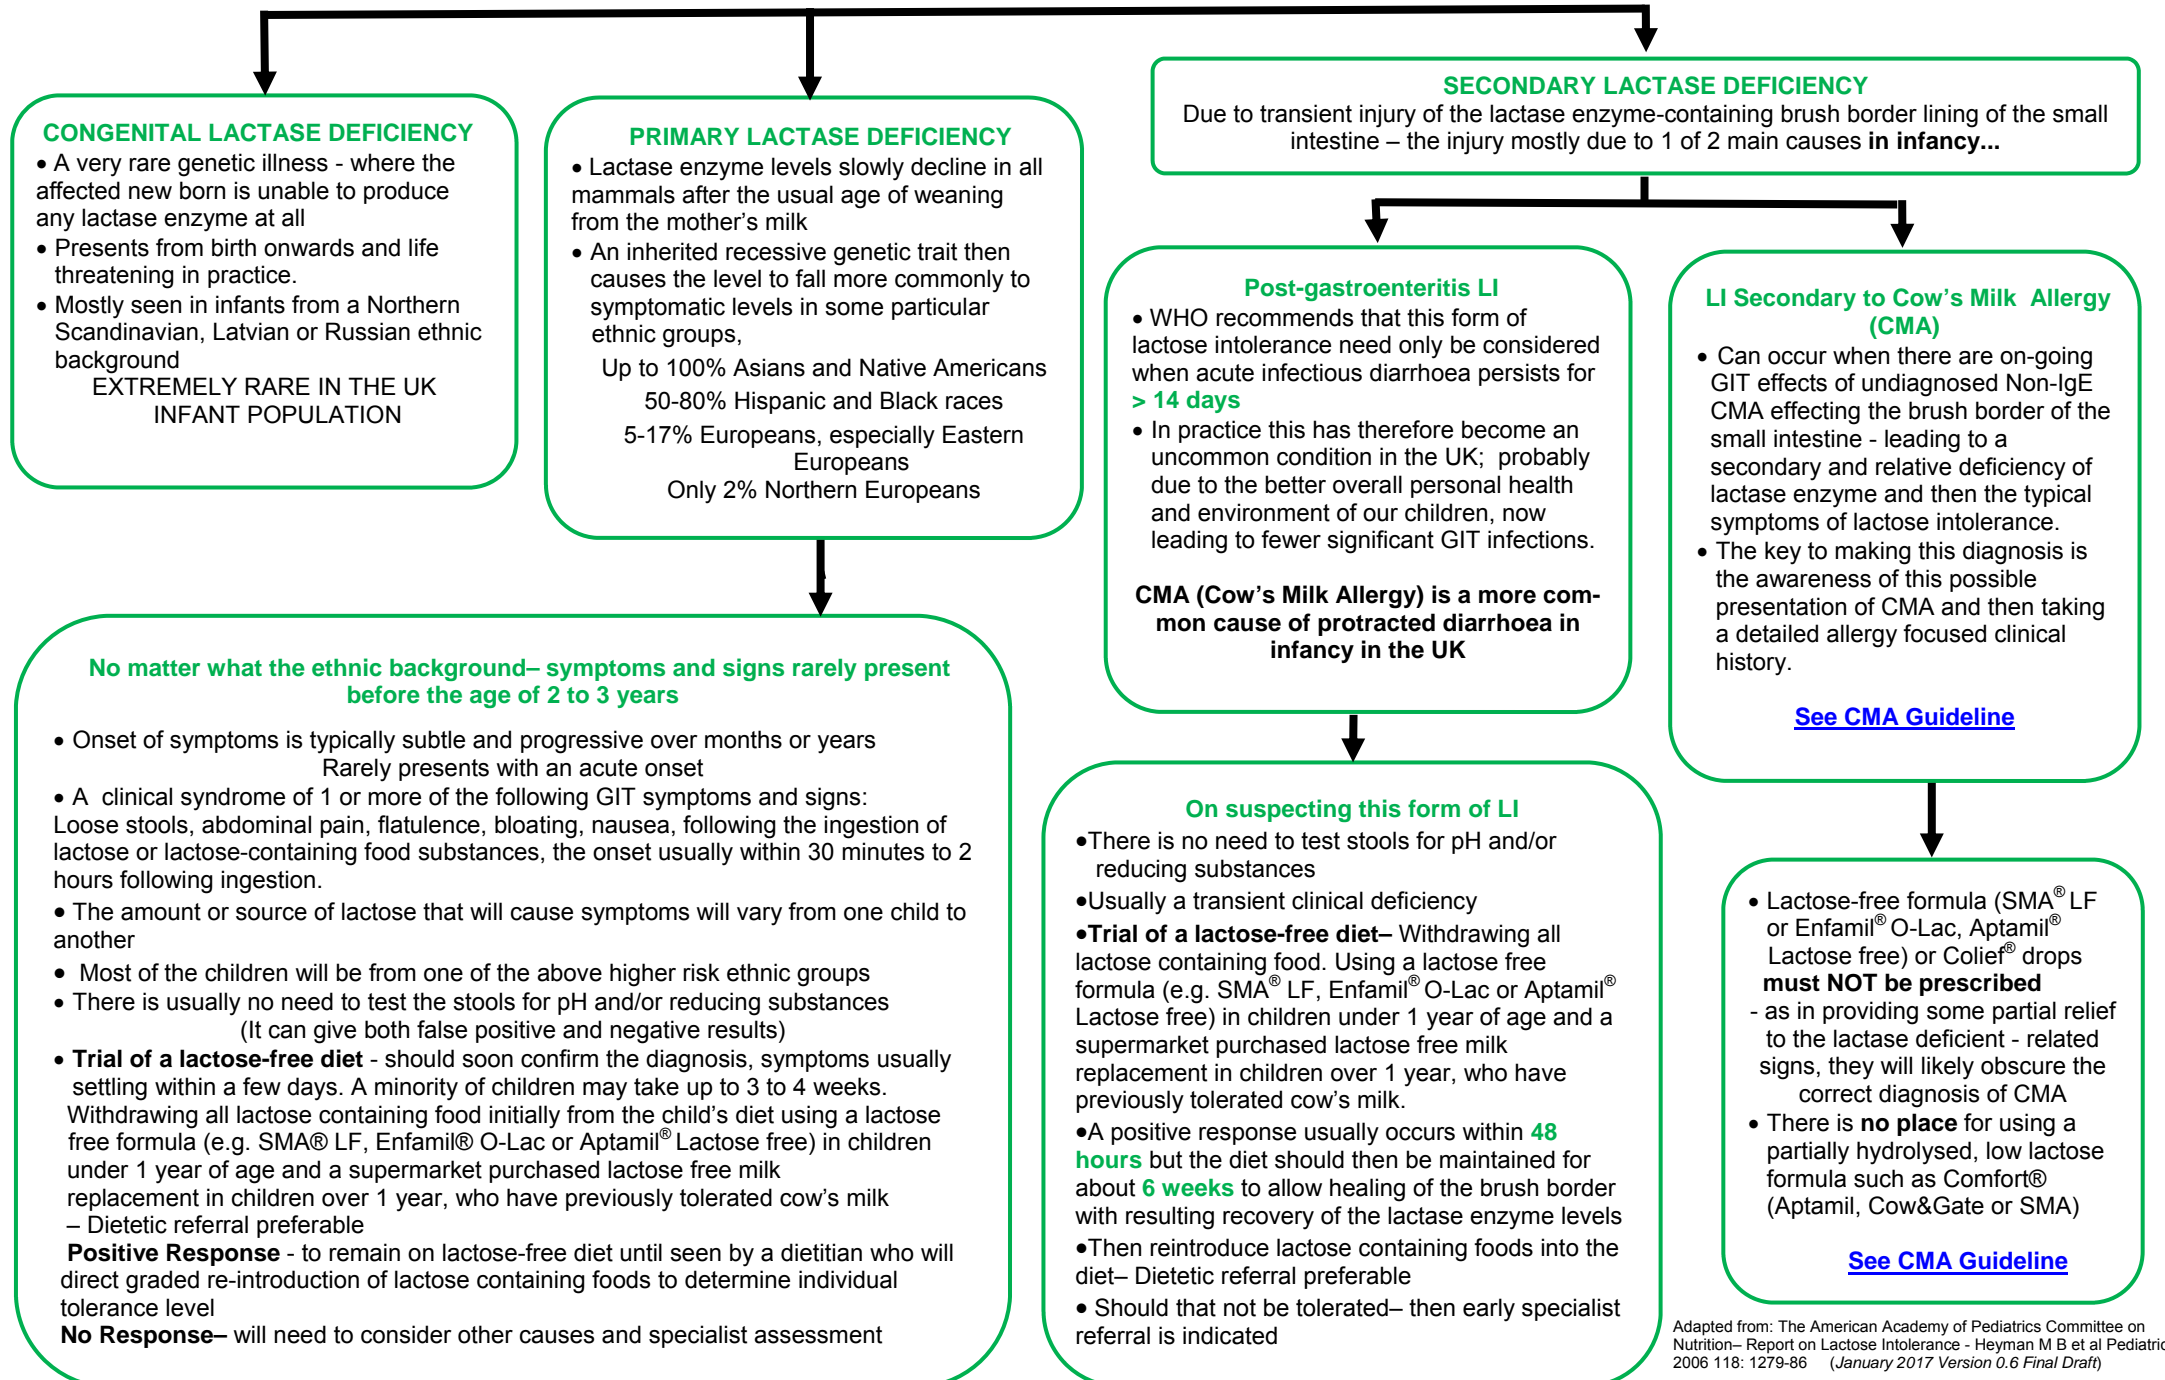 CONGENITAL LACTASE DEFICIENCY
• A very rare genetic illness - where the
affected new born is unable to produce
any lactase enzyme at all
• Presents from birth onwards and life
threatening in practice.
• Mostly seen in infants from a Northern
Scandinavian, Latvian or Russian ethnic
background
EXTREMELY RARE IN THE UK
INFANT POPULATION
PRIMARY LACTASE DEFICIENCY
• Lactase enzyme levels slowly decline in all
mammals after the usual age of weaning
from the mother's milk
• An inherited recessive genetic trait then
causes the level to fall more commonly to
symptomatic levels in some particular
ethnic groups,
Up to 100% Asians and Native Americans
50-80% Hispanic and Black races
5-17% Europeans, especially Eastern
Europeans
Only 2% Northern Europeans
No matter what the ethnic background– symptoms and signs rarely present
before the age of 2 to 3 years
• Onset of symptoms is typically subtle and progressive over months or years
Rarely presents with an acute onset
• A clinical syndrome of 1 or more of the following GIT symptoms and signs:
Loose stools, abdominal pain, flatulence, bloating, nausea, following the ingestion of
lactose or lactose-containing food substances, the onset usually within 30 minutes to 2
hours following ingestion.
• The amount or source of lactose that will cause symptoms will vary from one child to
another
• Most of the children will be from one of the above higher risk ethnic groups
• There is usually no need to test the stools for pH and/or reducing substances
(It can give both false positive and negative results)
• Trial of a lactose-free diet - should soon confirm the diagnosis, symptoms usually
settling within a few days. A minority of children may take up to 3 to 4 weeks.
Withdrawing all lactose containing food initially from the child's diet using a lactose
free formula (e.g. SMA® LF, Enfamil® O-Lac or Aptamil® Lactose free) in children
under 1 year of age and a supermarket purchased lactose free milk
replacement in children over 1 year, who have previously tolerated cow's milk
– Dietetic referral preferable
Positive Response - to remain on lactose-free diet until seen by a dietitian who will
direct graded re-introduction of lactose containing foods to determine individual
tolerance level
No Response– will need to consider other causes and specialist assessment
SECONDARY LACTASE DEFICIENCY
Due to transient injury of the lactase enzyme-containing brush border lining of the small
intestine – the injury mostly due to 1 of 2 main causes in infancy...
Post-gastroenteritis LI
• WHO recommends that this form of
lactose intolerance need only be considered
when acute infectious diarrhoea persists for
> 14 days
• In practice this has therefore become an
uncommon condition in the UK; probably
due to the better overall personal health
and environment of our children, now
leading to fewer significant GIT infections.
CMA (Cow's Milk Allergy) is a more com-
mon cause of protracted diarrhoea in
infancy in the UK
On suspecting this form of LI
•There is no need to test stools for pH and/or
reducing substances
•Usually a transient clinical deficiency
•Trial of a lactose-free diet– Withdrawing all
lactose containing food. Using a lactose free
formula (e.g. SMA® LF, Enfamil® O-Lac or Aptamil®
Lactose free) in children under 1 year of age and a
supermarket purchased lactose free milk
replacement in children over 1 year, who have
previously tolerated cow's milk.
•A positive response usually occurs within 48
hours but the diet should then be maintained for
about 6 weeks to allow healing of the brush border
with resulting recovery of the lactase enzyme levels
•Then reintroduce lactose containing foods into the
diet– Dietetic referral preferable
• Should that not be tolerated– then early specialist
referral is indicated
LI Secondary to Cow's Milk Allergy
(CMA)
• Can occur when there are on-going
GIT effects of undiagnosed Non-IgE
CMA effecting the brush border of the
small intestine - leading to a
secondary and relative deficiency of
lactase enzyme and then the typical
symptoms of lactose intolerance.
• The key to making this diagnosis is
the awareness of this possible
presentation of CMA and then taking
a detailed allergy focused clinical
history.
See CMA Guideline
• Lactose-free formula (SMA® LF
or Enfamil® O-Lac, Aptamil®
Lactose free) or Colief® drops
must NOT be prescribed
- as in providing some partial relief
to the lactase deficient - related
signs, they will likely obscure the
correct diagnosis of CMA
• There is no place for using a
partially hydrolysed, low lactose
formula such as Comfort®
(Aptamil, Cow&Gate or SMA)
See CMA Guideline
Adapted from: The American Academy of Pediatrics Committee on
Nutrition– Report on Lactose Intolerance - Heyman M B et al Pediatric
2006 118: 1279-86 (January 2017 Version 0.6 Final Draft)